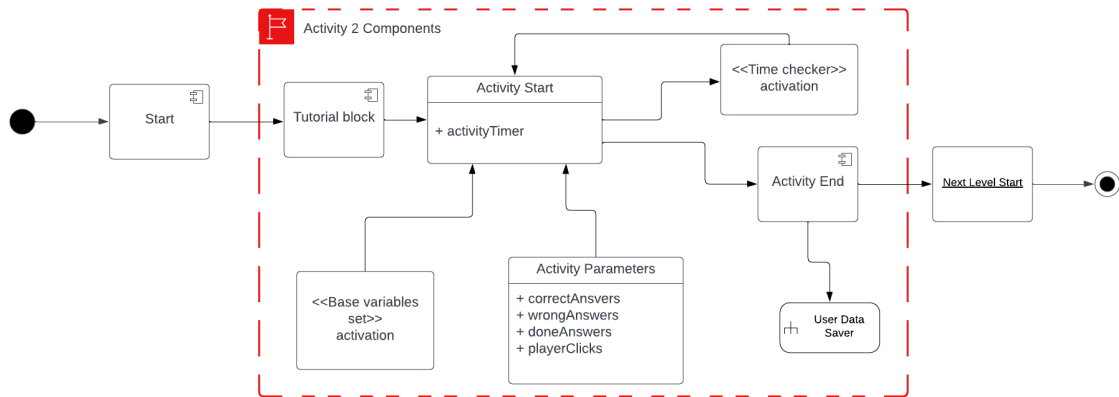 Activity 2 Components
Start
Tutorial block
Activity Start
+ activityTimer
<<Time checker>>
activation
Activity End
Next Level Start
<<Base variables
set>>
activation
Activity Parameters
+ correctAnsvers
+ wrongAnswers
+ doneAnswers
+ playerClicks
User Data
Saver